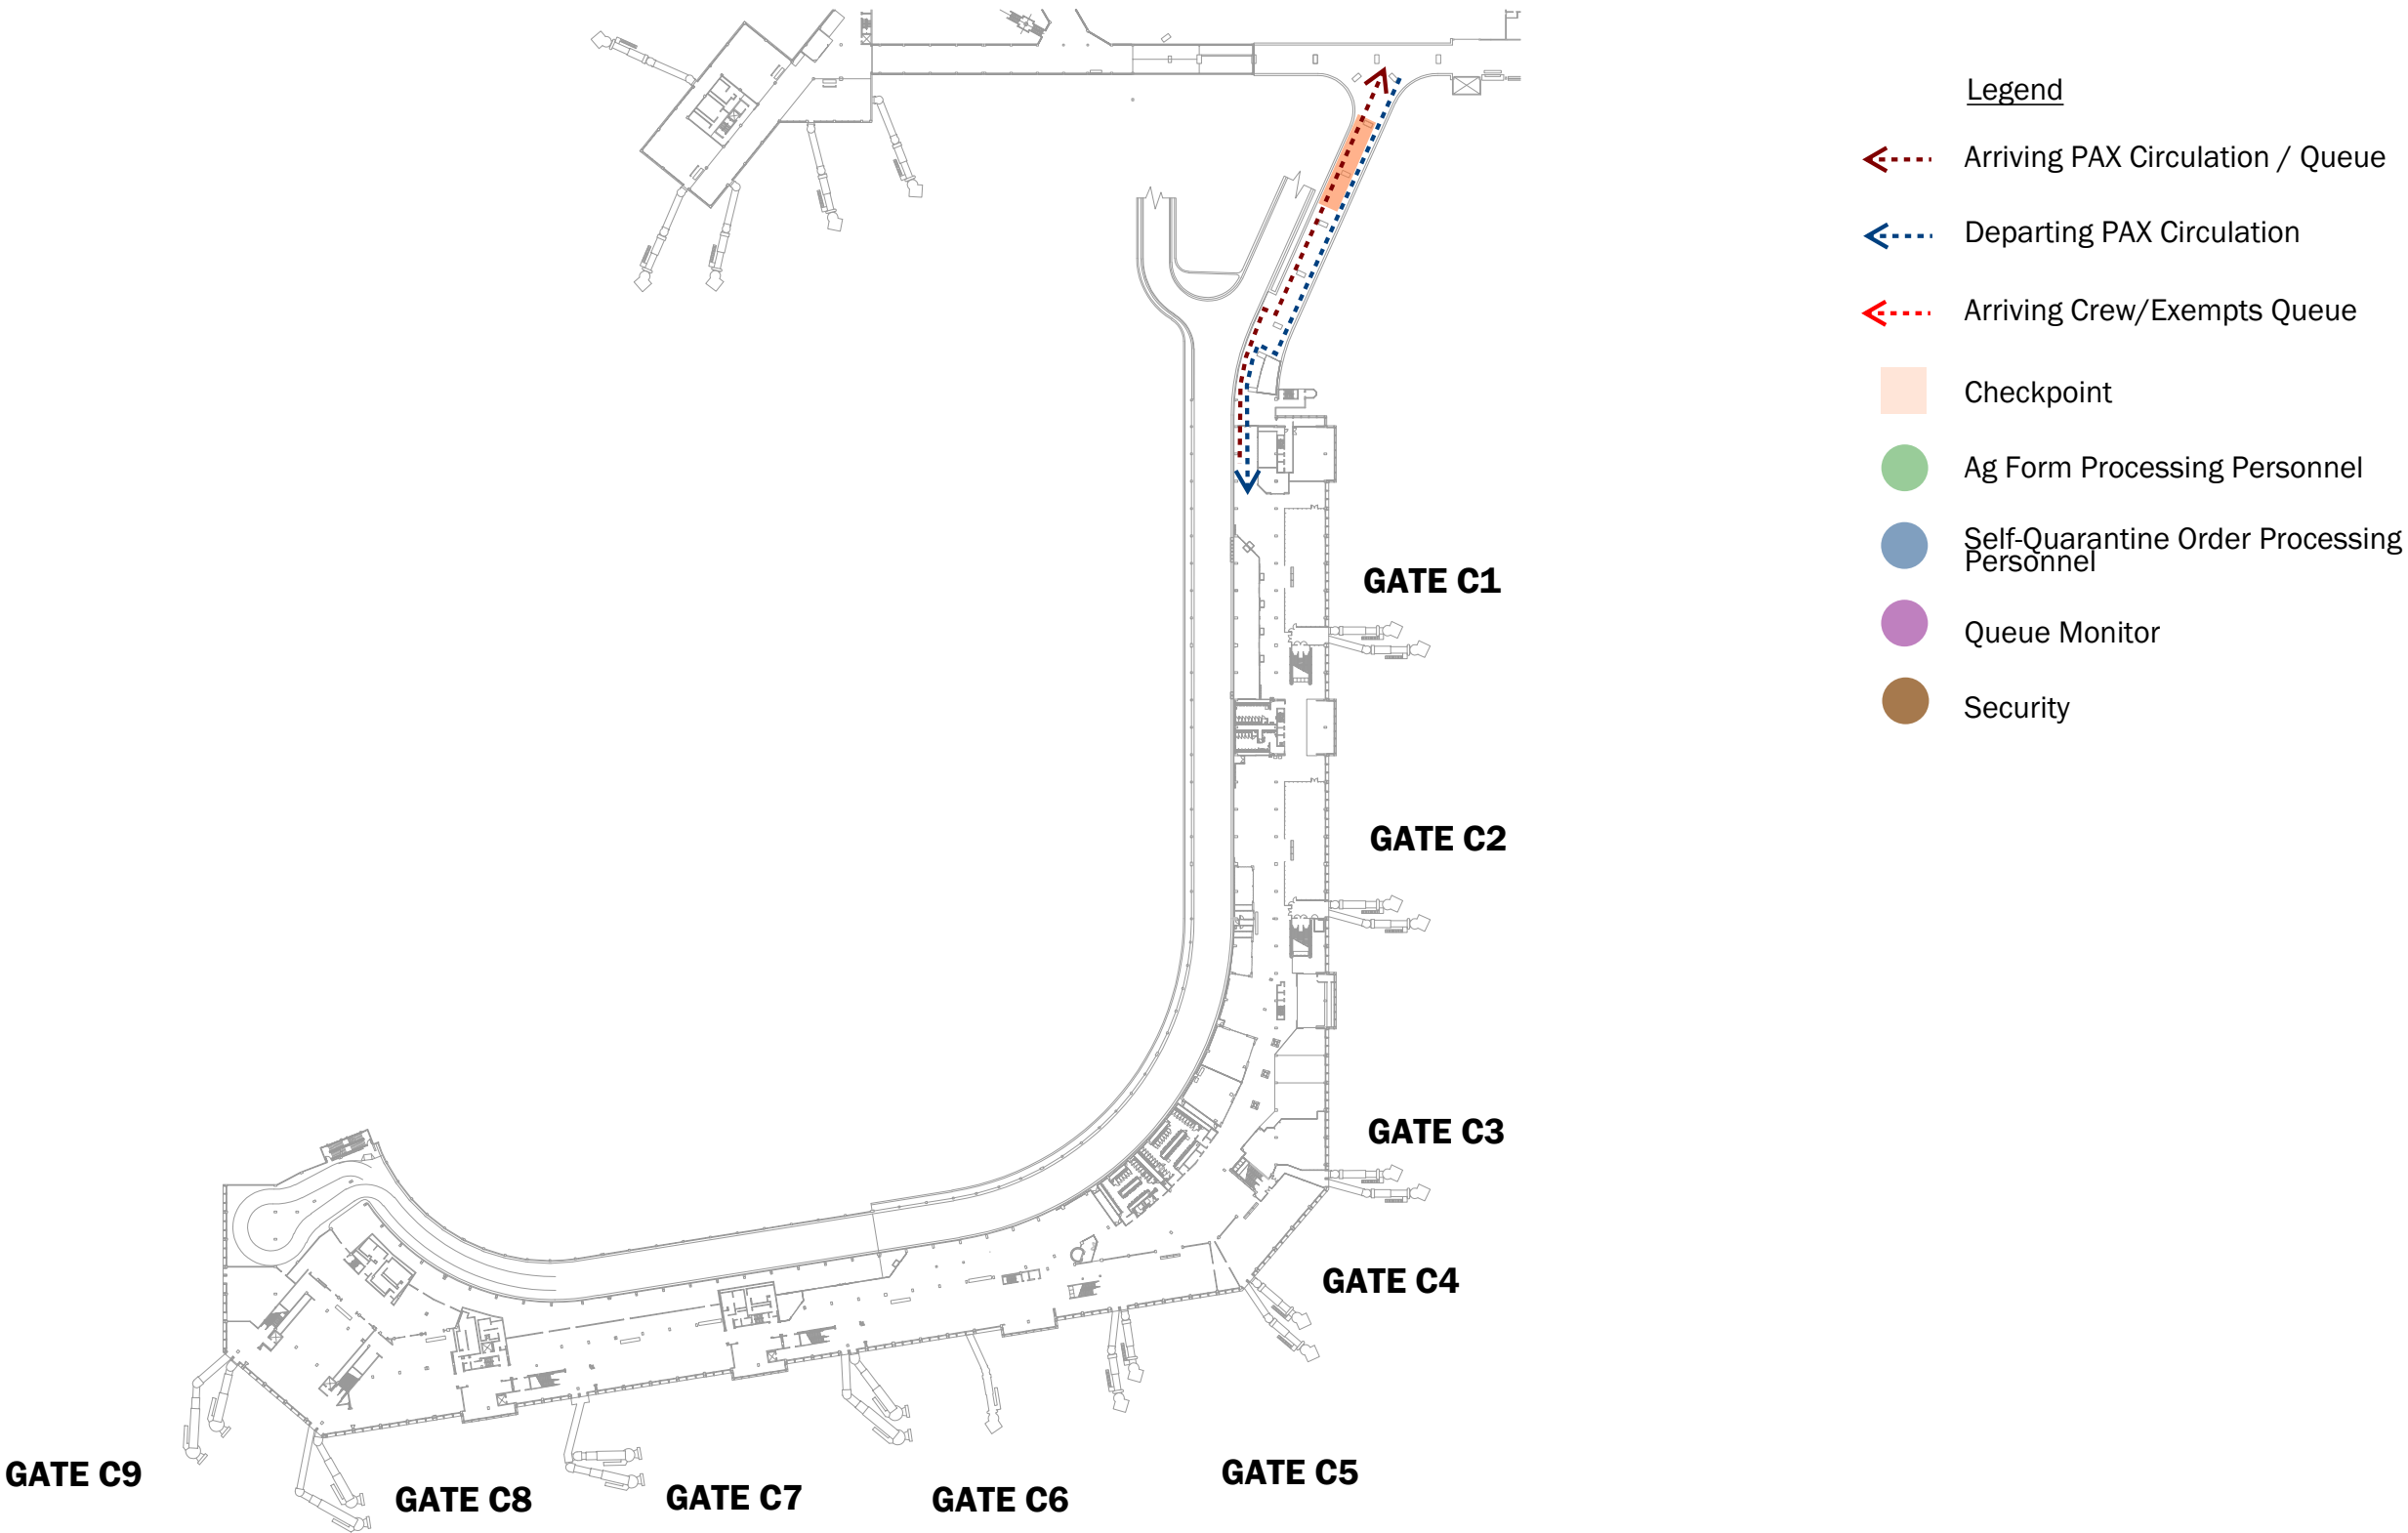 Legend
Arriving PAX Circulation / Queue
Departing PAX Circulation
Arriving Crew/Exempts Queue
Checkpoint
Ag Form Processing Personnel
Self-Quarantine Order Processing
Personnel
Queue Monitor
Security
GATE C1
GATE C2
GATE C3
GATE C4
GATE C5
GATE C6
GATE C7
GATE C8
GATE C9